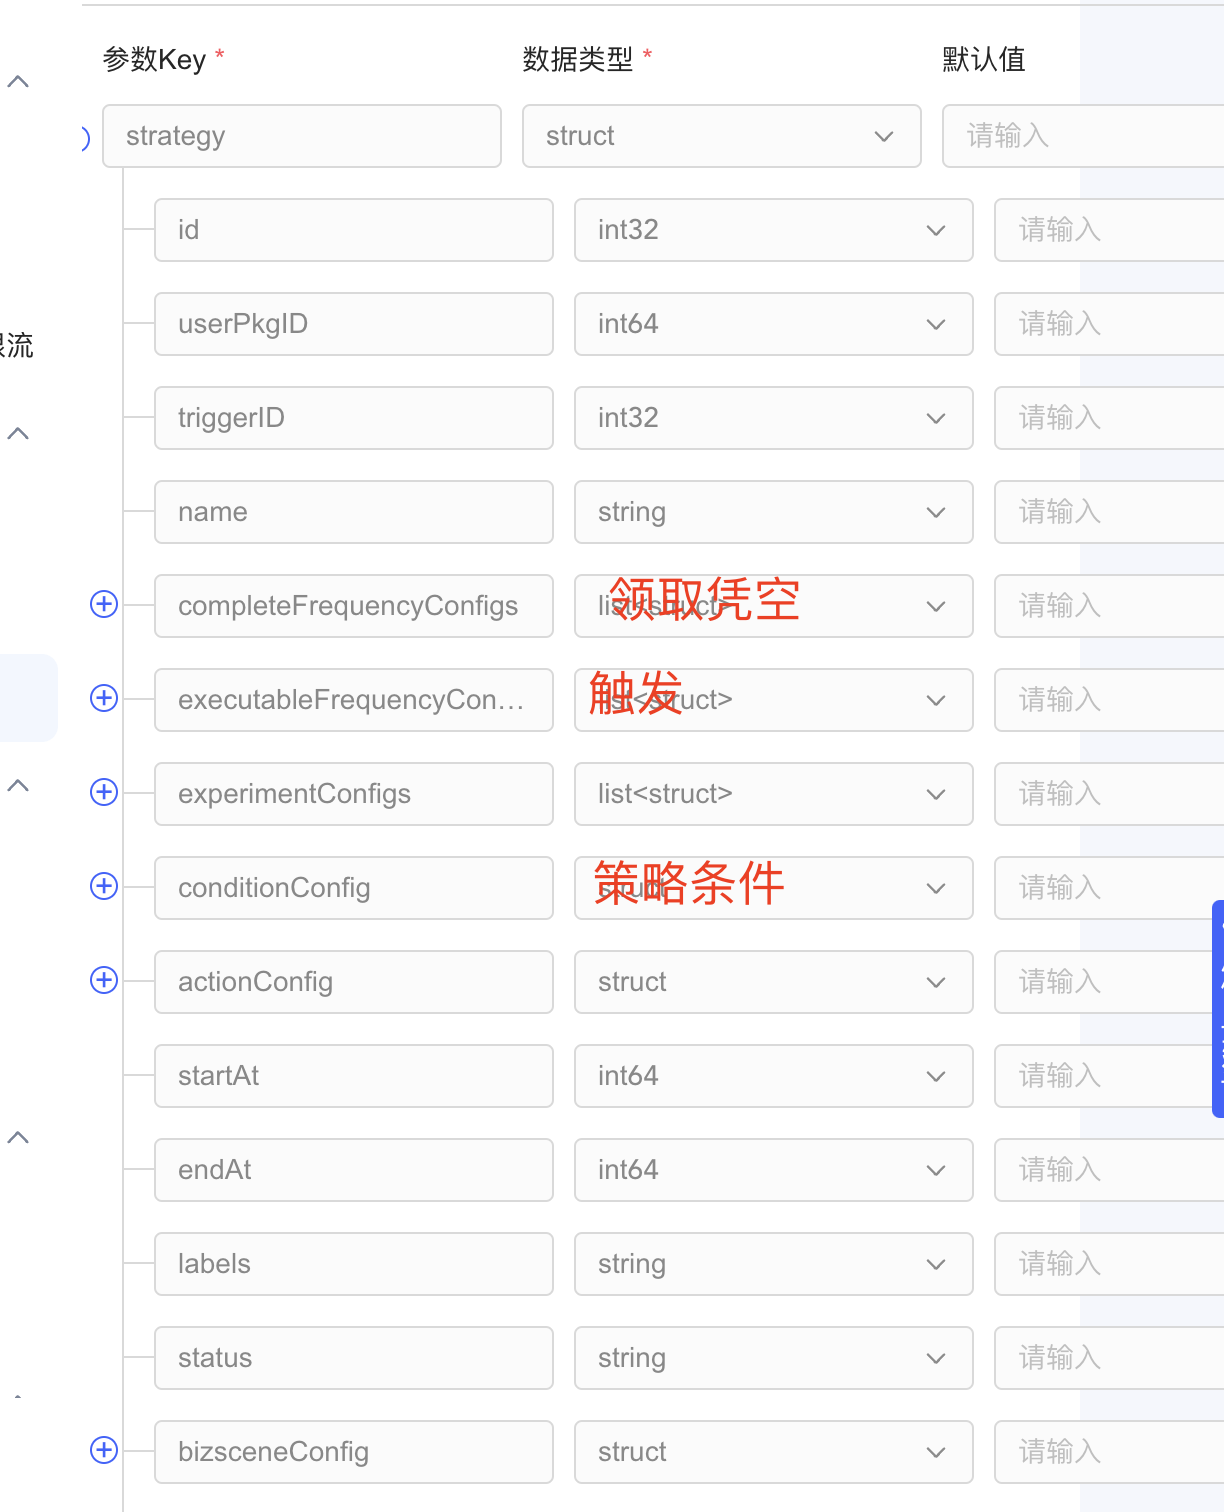 参数Key * 数据类型 * 默认值
strategy struct 请输入
id int32 请输入
userPkgID int64 请输入
流
triggerID int32 请输入
name string 请输入
completeFrequencyConfigs list<struct> 领取凭空 请输入
executableFrequencyCon... list<struct> 触发 请输入
experimentConfigs list<struct> 请输入
conditionConfig struct 策略条件 请输入
actionConfig struct 请输入
startAt int64 请输入
endAt int64 请输入
labels string 请输入
status string 请输入
bizsceneConfig struct 请输入